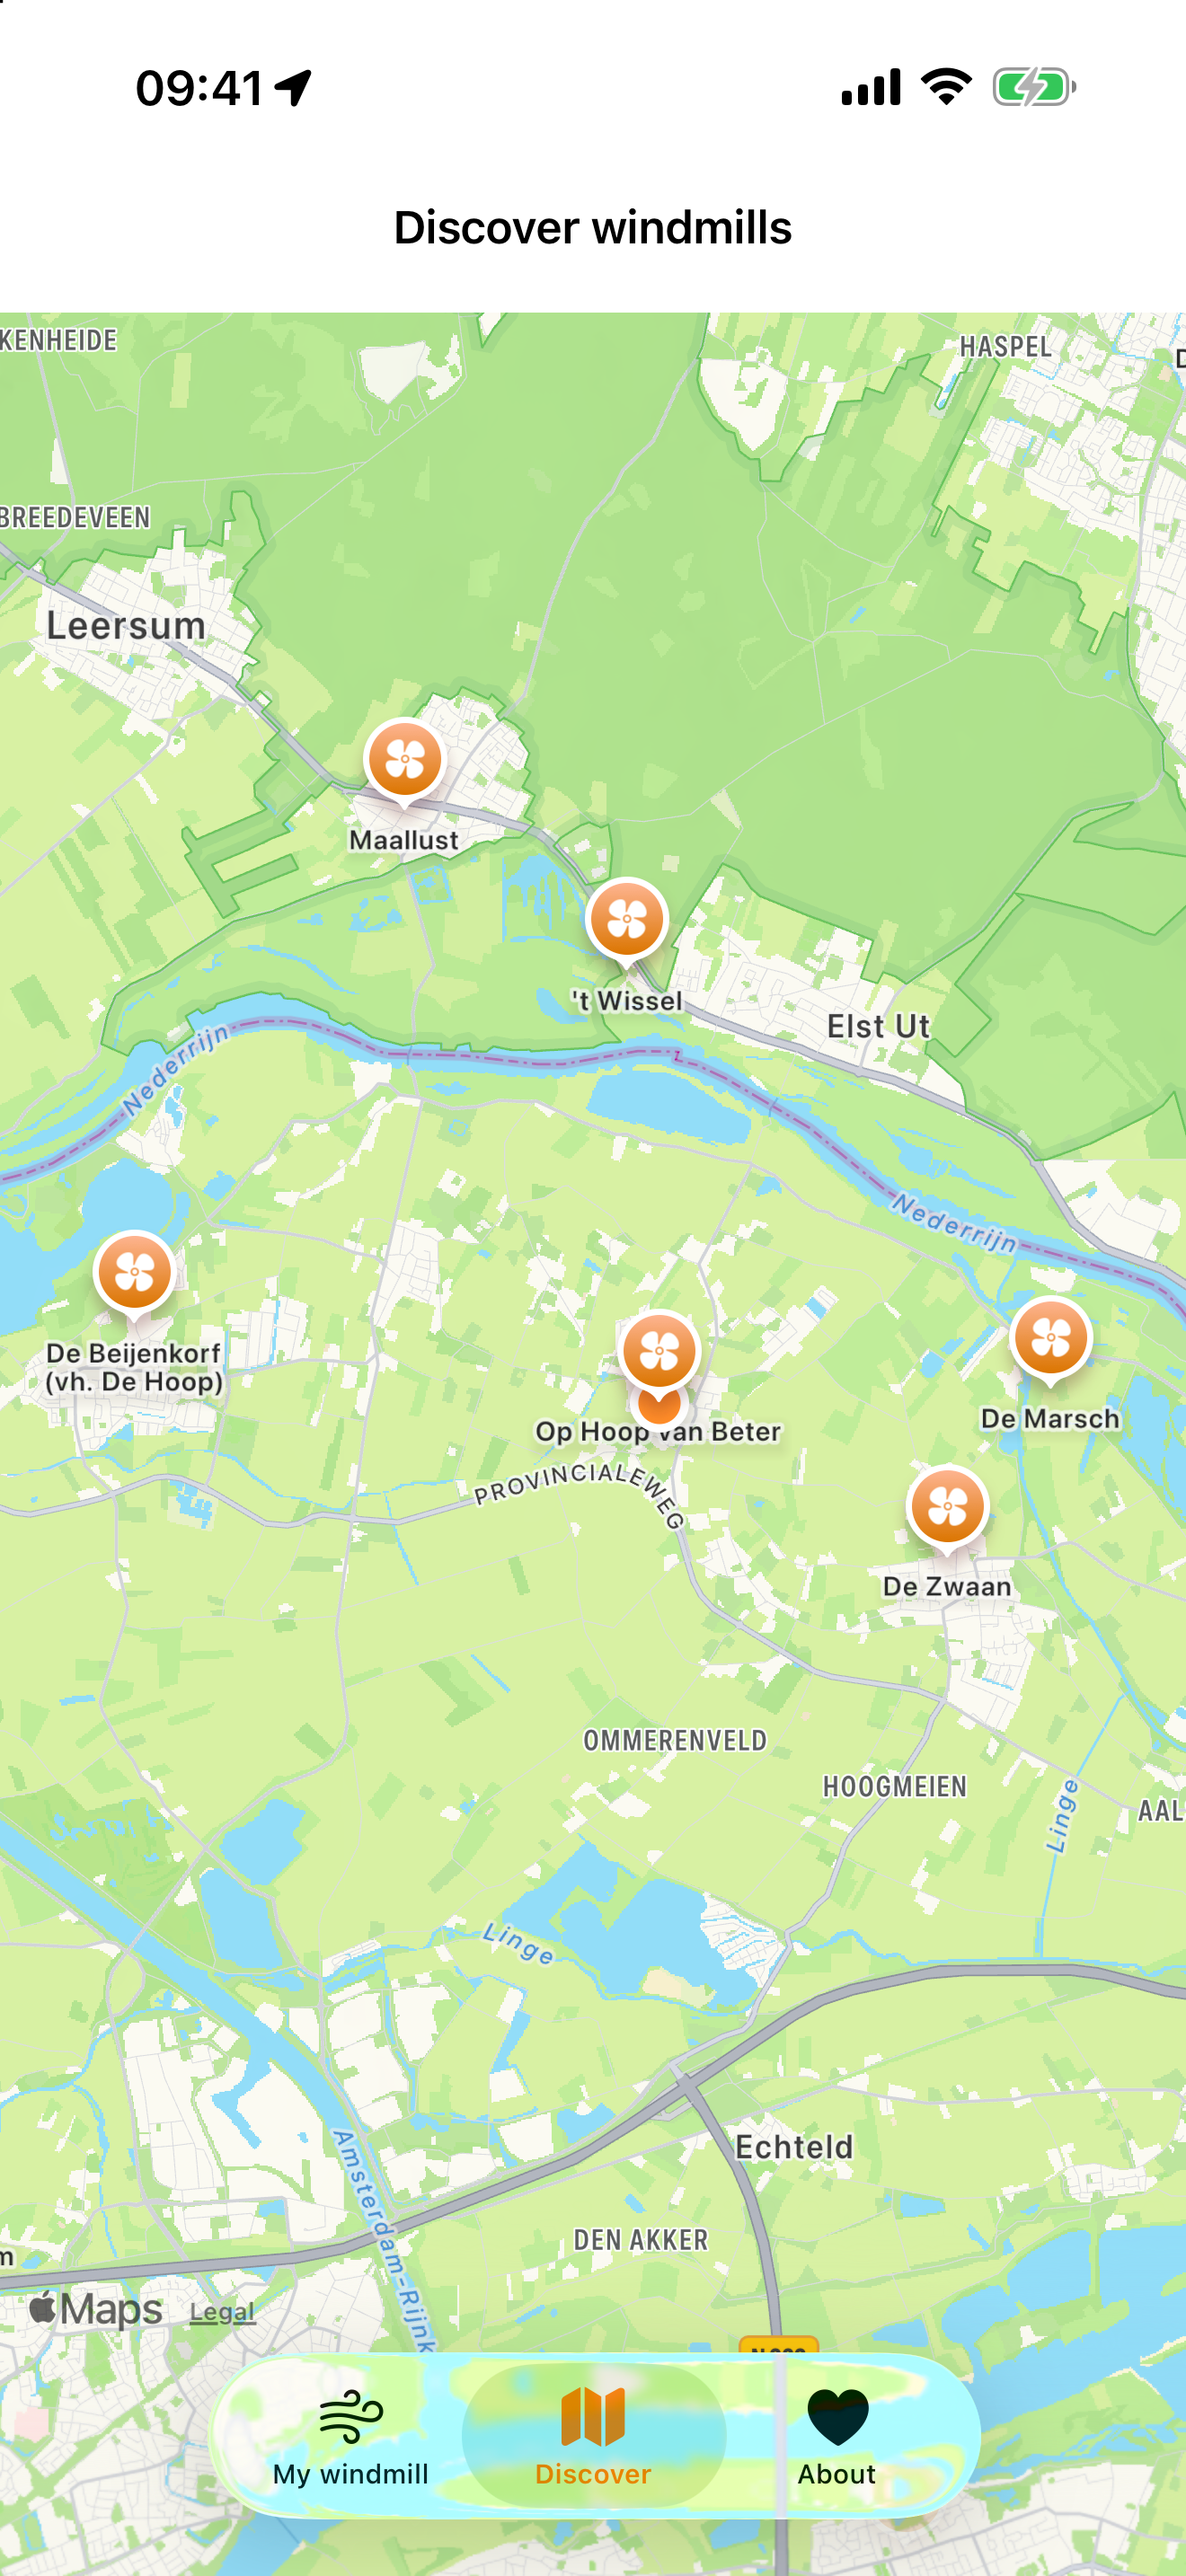 09:41
Discover windmills
KENHEIDE
HASPEL
D
BREEDEVEEN
Leersum
Maallust
't Wissel
Elst Ut
Nederrijn
Nederrijn
De Beijenkorf
(vh. De Hoop)
Op Hoop van Beter
De Marsch
PROVINCIALEWEG
De Zwaan
OMMERENVELD
HOOGMEIEN
Linge
AAL
Linge
Echteld
Amsterdam-Rijnk
DEN AKKER
m
Maps
Legal
My windmill
Discover
About